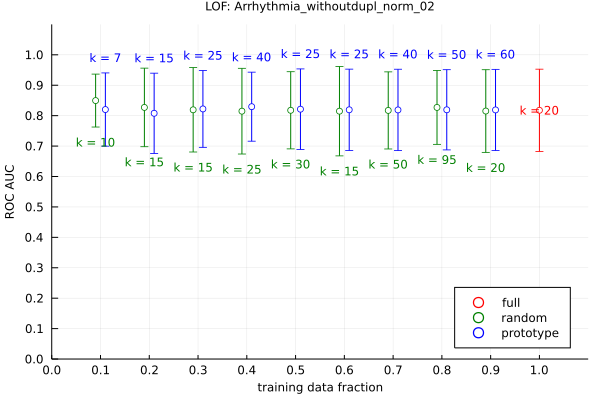 LOF: Arrhythmia_withoutdupl_norm_02
ROC AUC
1.0
0.9
0.8
0.7
0.6
0.5
0.4
0.3
0.2
0.1
0.0
k = 7 k = 15 k = 25 k = 40 k = 25 k = 25 k = 40 k = 50 k = 60
k = 20
k = 10 k = 15 k = 15 k = 25 k = 30 k = 15 k = 50 k = 95 k = 20
full
random
prototype
0.0 0.1 0.2 0.3 0.4 0.5 0.6 0.7 0.8 0.9 1.0
training data fraction